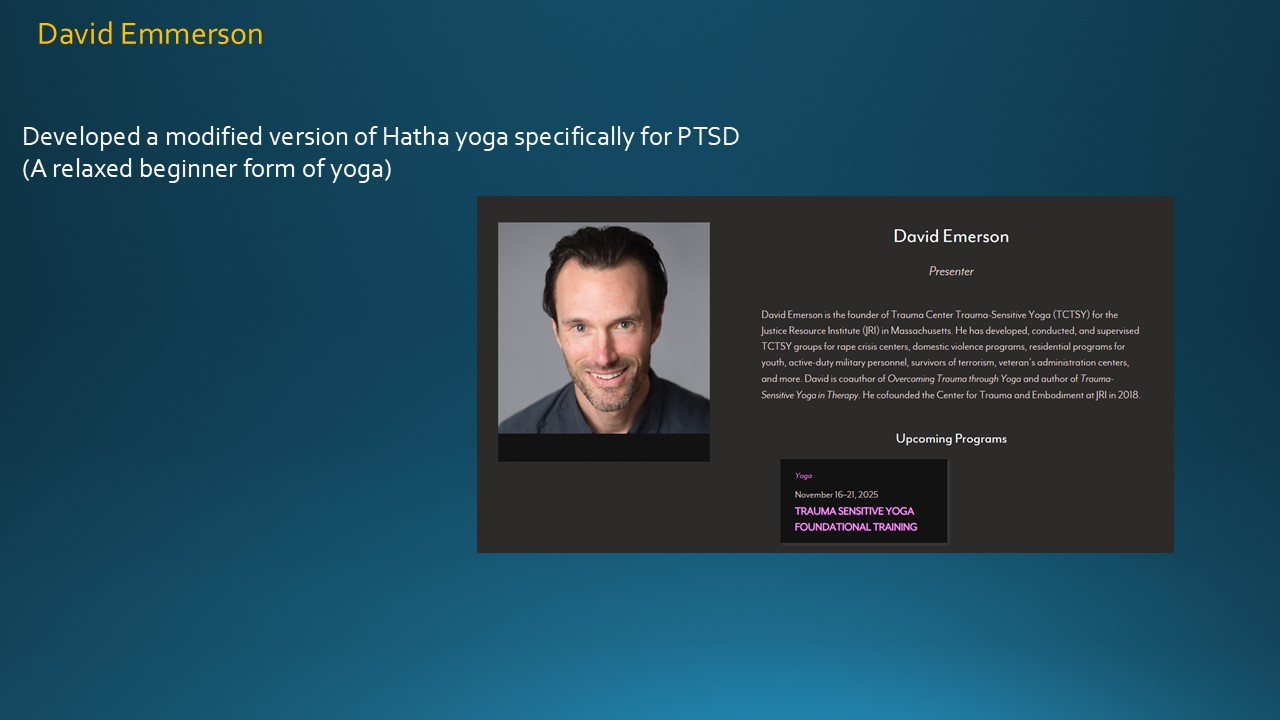 David Emmerson
Developed a modified version of Hatha yoga specifically for PTSD
(A relaxed beginner form of yoga)
David Emerson
Presenter
David Emerson is the founder of Trauma Center Trauma-Sensitive Yoga (TCTSY) for the
Justice Resource Institute (JRI) in Massachusetts. He has developed, conducted, and supervised
TCTSY groups for rape crisis centers, domestic violence programs, residential programs for
youth, active-duty military personnel, survivors of terrorism, veteran's administration centers,
and more. David is coauthor of Overcoming Trauma through Yoga and author of Trauma-
Sensitive Yoga in Therapy. He cofounded the Center for Trauma and Embodiment at JRI in 2018.
Upcoming Programs
Yoga
November 16–21, 2025
TRAUMA SENSITIVE YOGA
FOUNDATIONAL TRAINING